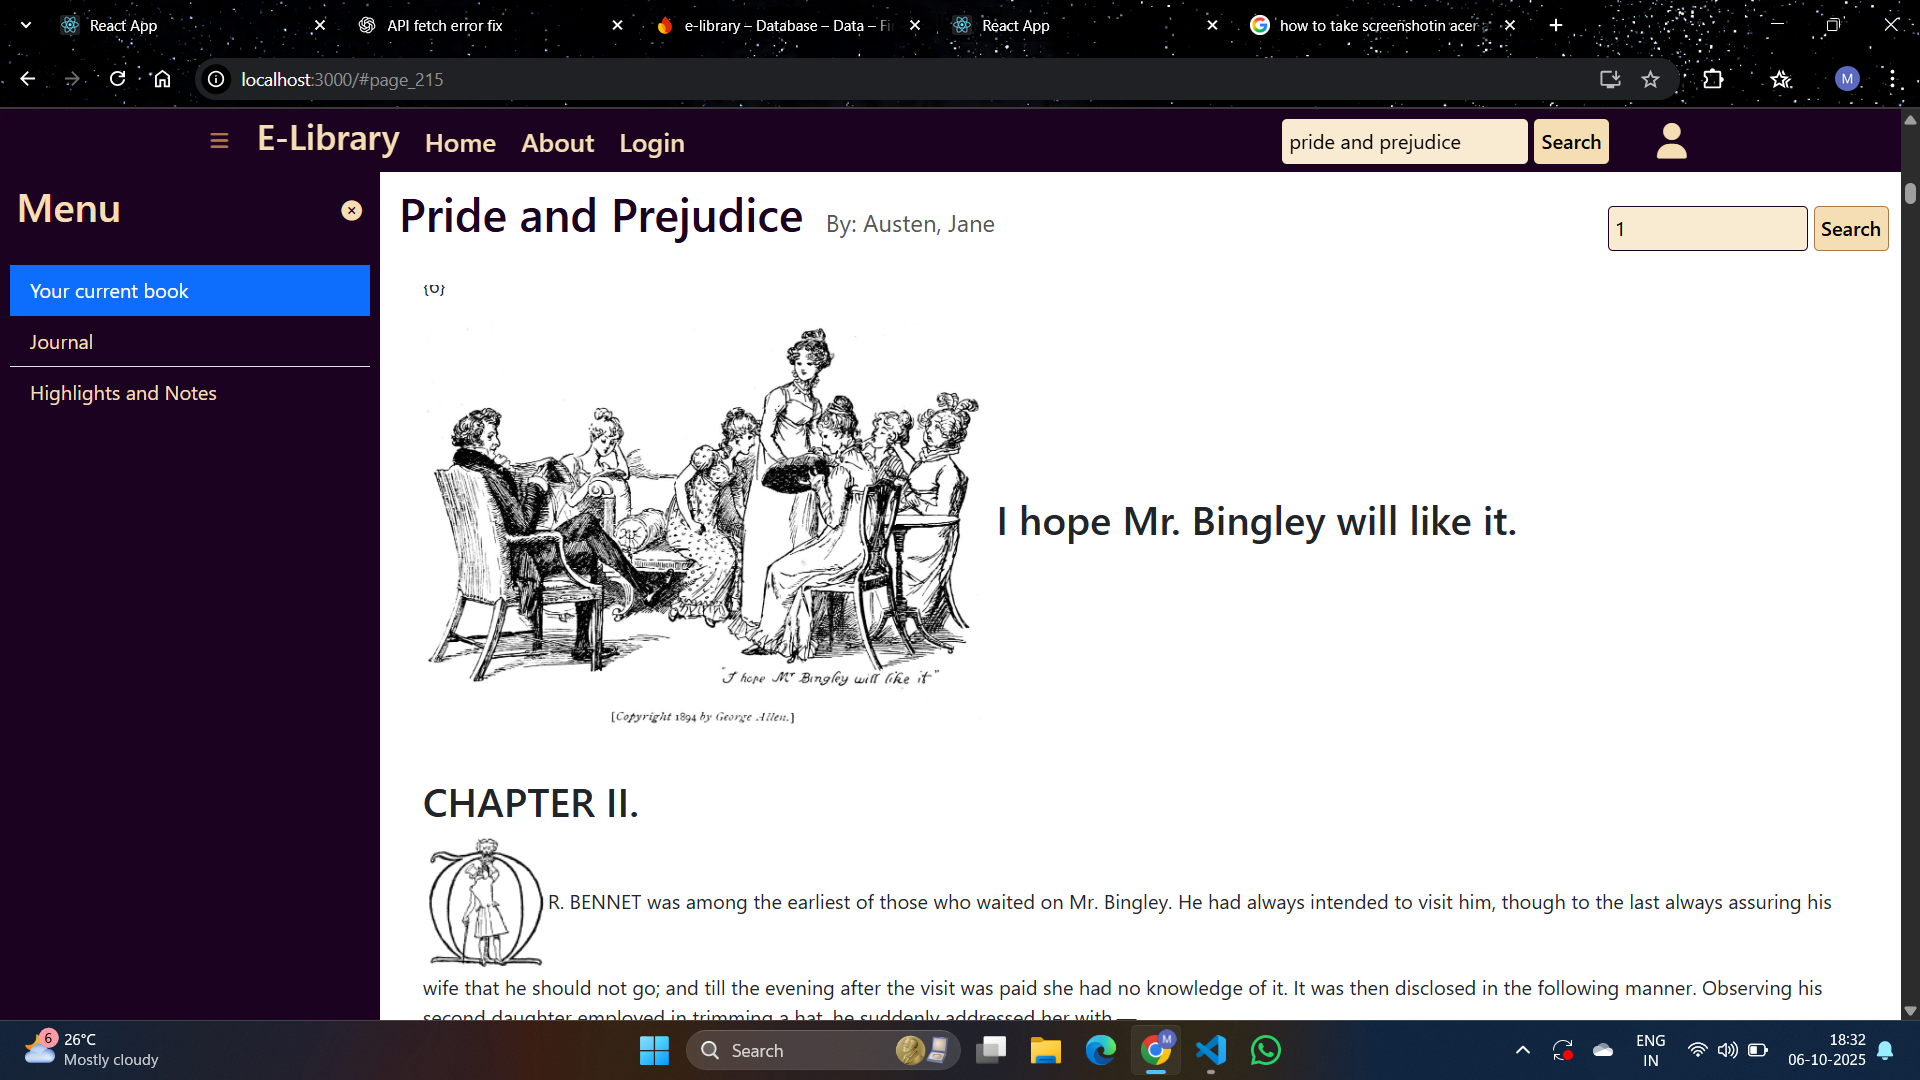 React App
API fetch error fix
e-library – Database – Data – Fi
React App
how to take screenshotin acer
localhost:3000/#page_215
M
E-Library
Home
About
Login
pride and prejudice
Search
Menu
Your current book
Journal
Highlights and Notes
Pride and Prejudice
By: Austen, Jane
1
Search
{6}
"I hope Mr Bingley will like it"
[Copyright 1894 by George Allen.]
I hope Mr. Bingley will like it.
CHAPTER II.
R. BENNET was among the earliest of those who waited on Mr. Bingley. He had always intended to visit him, though to the last always assuring his
wife that he should not go; and till the evening after the visit was paid she had no knowledge of it. It was then disclosed in the following manner. Observing his
second daughter employed in trimming a hat, he suddenly addressed her with,—
6
26°C
Mostly cloudy
Search
M
ENG
IN
18:32
06-10-2025